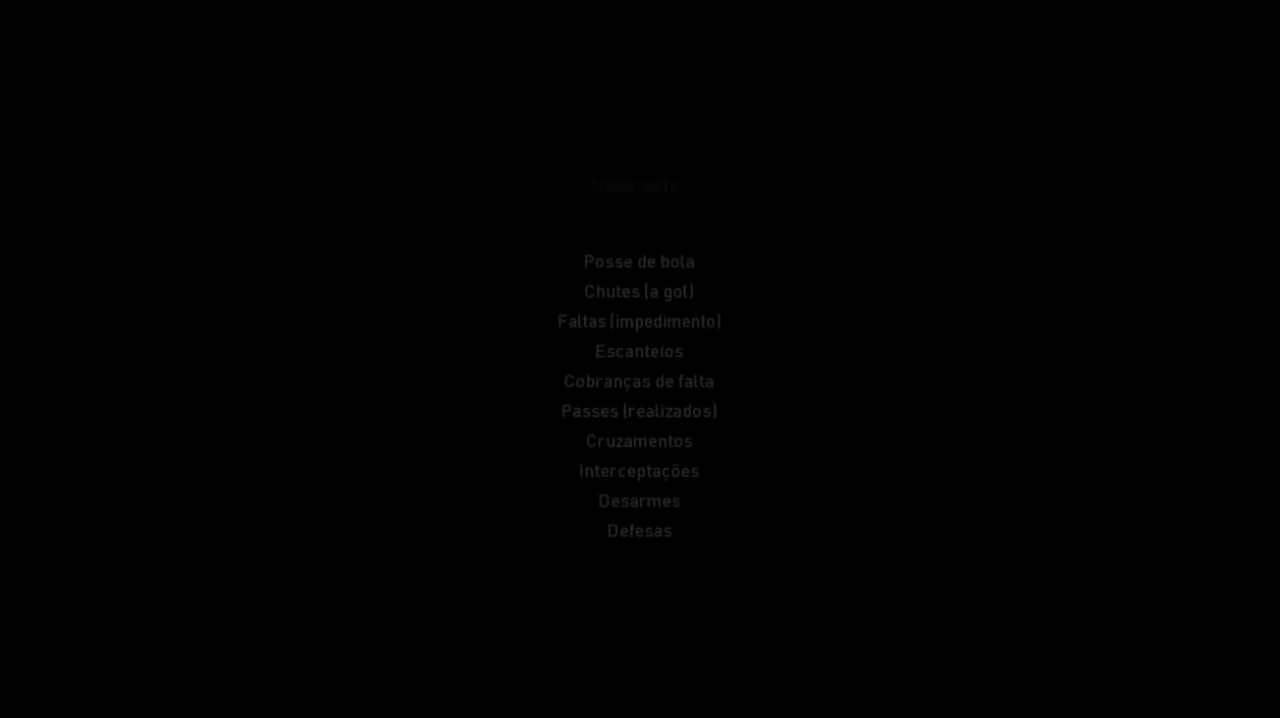 Posse de bola
Chutes (a gol)
Faltas (impedimento)
Escanteios
Cobranças de falta
Passes (realizados)
Cruzamentos
Interceptações
Desarmes
Defesas